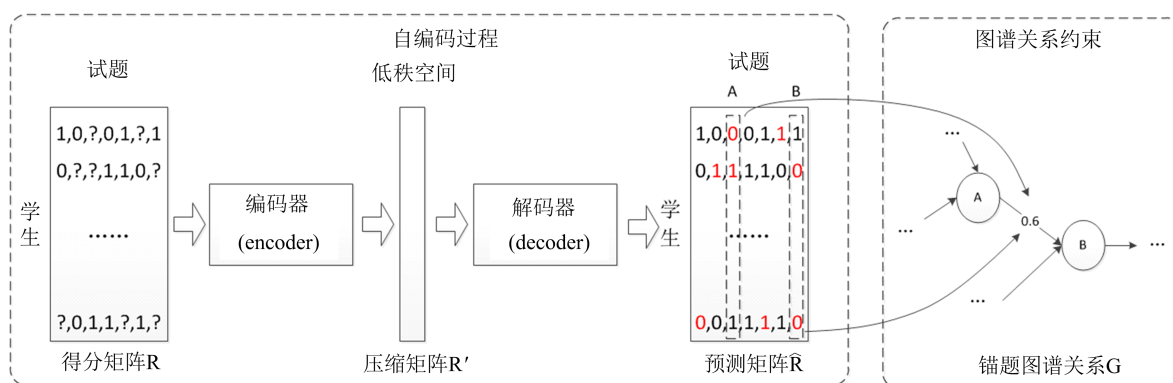 自编码过程
图谱关系约束
试题
低秩空间
试题
A
B
1,0,?,0,1,?,1
0,?,?,1,1,0,?
......
?,0,1,1,?,1,?
学生
编码器
(encoder)
解码器
(decoder)
学生
1,0,0,0,1,1,1
0,1,1,1,1,0,0
......
0,0,1,1,1,1,0
...
A
0.6
B
...
...
...
得分矩阵R
压缩矩阵R′
预测矩阵R̂
锚题图谱关系G